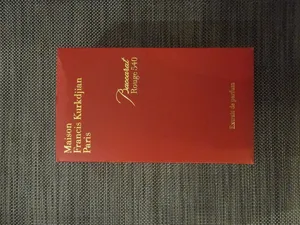 Maison
Francis Kurkdjian
Paris
Baccarat
Rouge 540
Extrait de parfum